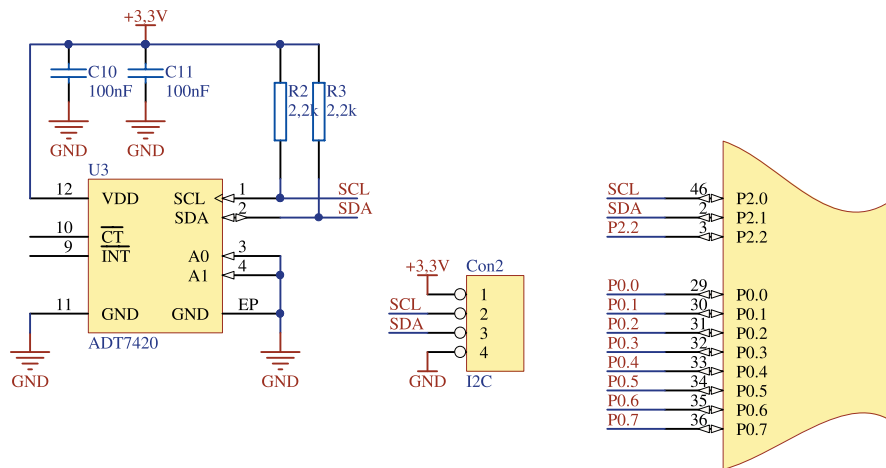 +3,3V
C10
100nF
C11
100nF
R2
2,2k
R3
2,2k
GND
GND
U3
12
VDD
SCL
1
SCL
SDA
2
SDA
10
CT
9
INT
A0
3
A1
4
11
GND
GND
EP
ADT7420
GND
GND
Con2
+3,3V
1
SCL
2
SDA
3
4
GND
I2C
SCL
46
P2.0
SDA
2
P2.1
P2.2
3
P2.2
P0.0
29
P0.0
P0.1
30
P0.1
P0.2
31
P0.2
P0.3
32
P0.3
P0.4
33
P0.4
P0.5
34
P0.5
P0.6
35
P0.6
P0.7
36
P0.7